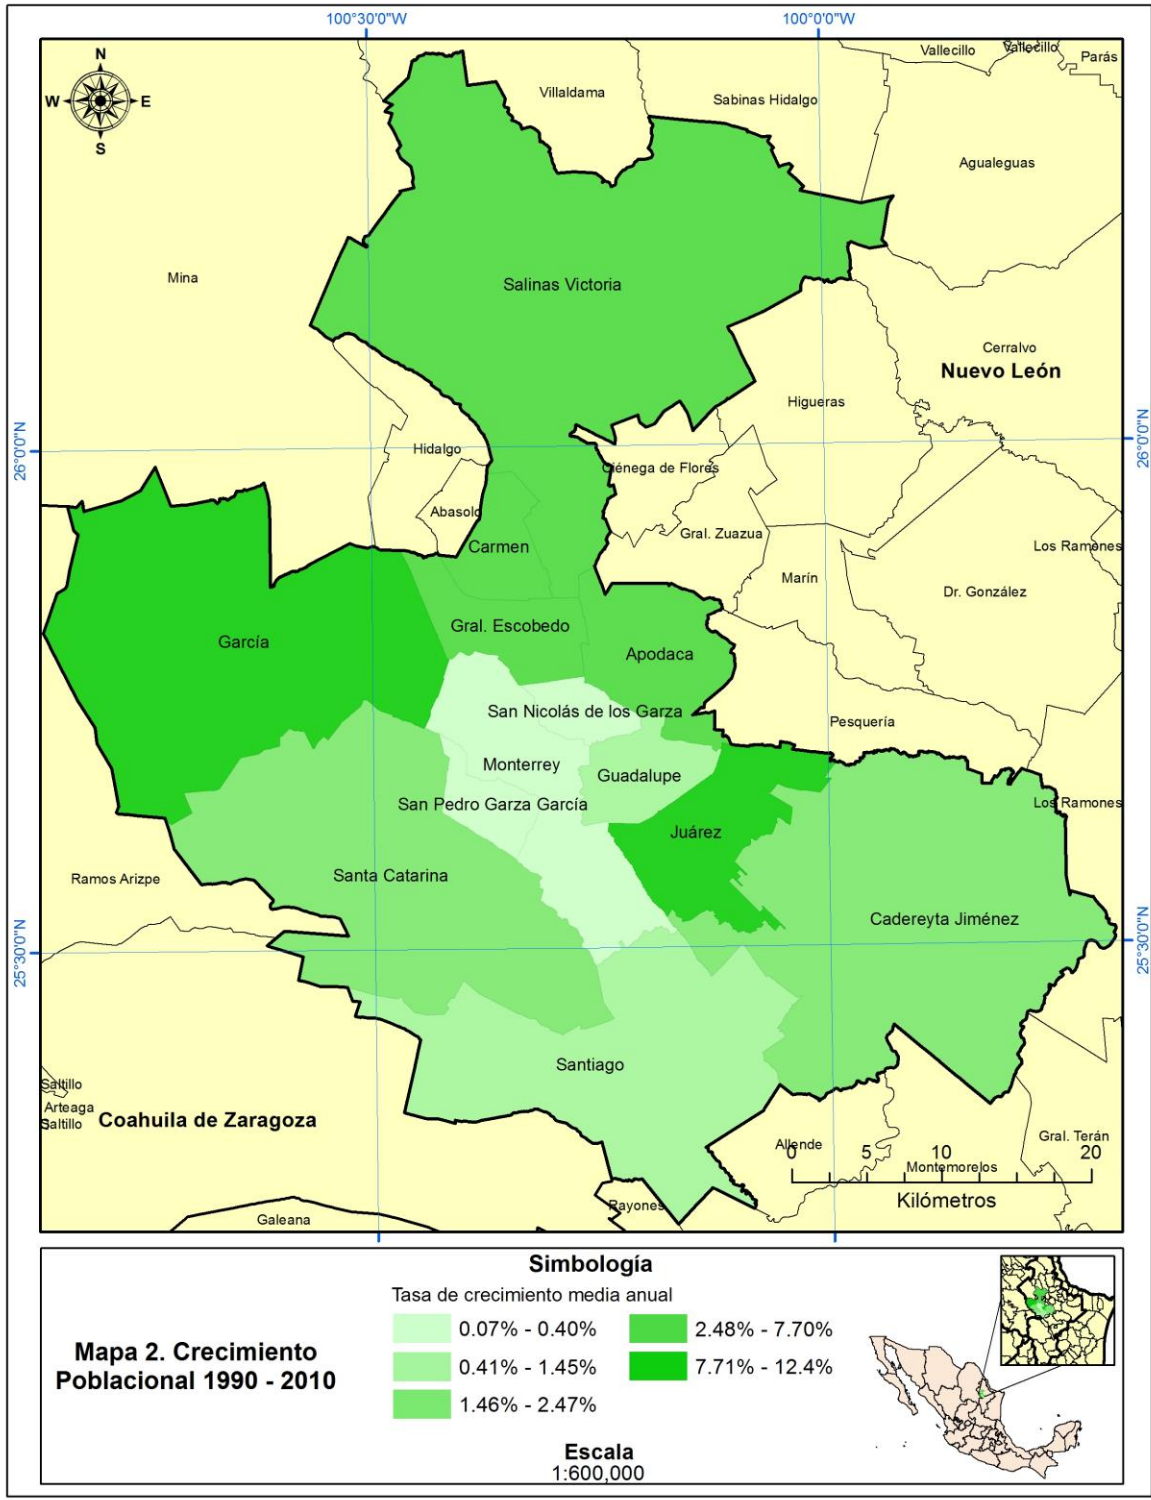 100°30'0"W
100°0'0"W
N
W
E
S
Villaldama
Sabinas Hidalgo
Vallecillo
Vallecillo
Parás
Agualeguas
Mina
Salinas Victoria
Cerralvo
Nuevo León
Higueras
26°0'0"N
26°0'0"N
Hidalgo
Ciénega de Flores
Abasolo
Gral. Zuazua
Carmen
Los Ramones
Marín
Dr. González
García
Gral. Escobedo
Apodaca
San Nicolás de los Garza
Pesquería
Monterrey
Guadalupe
San Pedro Garza García
Los Ramones
Juárez
Ramos Arizpe
Santa Catarina
Cadereyta Jiménez
25°30'0"N
25°30'0"N
Santiago
Saltillo
Arteaga
Saltillo
Coahuila de Zaragoza
Allende
Gral. Terán
0 5 10 20
Montemorelos
Kilómetros
Rayones
Galeana
Simbología
Tasa de crecimiento media anual
0.07% - 0.40%
2.48% - 7.70%
0.41% - 1.45%
7.71% - 12.4%
1.46% - 2.47%
Mapa 2. Crecimiento
Poblacional 1990 - 2010
Escala
1:600,000